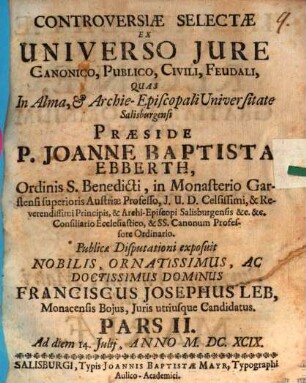 9.
CONTROVERSIÆ SELECTÆ
EX
UNIVERSO JURE
CANONICO, PUBLICO, CIVILI, FEUDALI,
QUAS
In Alma, & Archie-Episcopali Universitate
Salisburgensi
PRÆSIDE
P. JOANNE BAPTISTA
EBBERTH,
Ordinis S. Benedicti, in Monasterio Gar-
stensi superioris Austriæ Professo, J. U. D. Celsissimi, & Re-
verendissimi Principis, & Archi-Episcopi Salisburgensis &c. &c.
Consiliario Ecclesiastico, & SS. Canonum Profes-
sore Ordinario.
Publicæ Disputationi exposuit
NOBILIS, ORNATISSIMUS, AC
DOCTISSIMUS DOMINUS
FRANCISCUS JOSEPHUS LEB,
Monacensis Bojus, Juris utriusque Candidatus.
PARS II.
Ad diem 14. Julij, ANNO M. DC. XCIX.
SALISBURGI, Typis JOANNIS BAPTISTÆ MAYR, Typographi
Aulico-Academici.